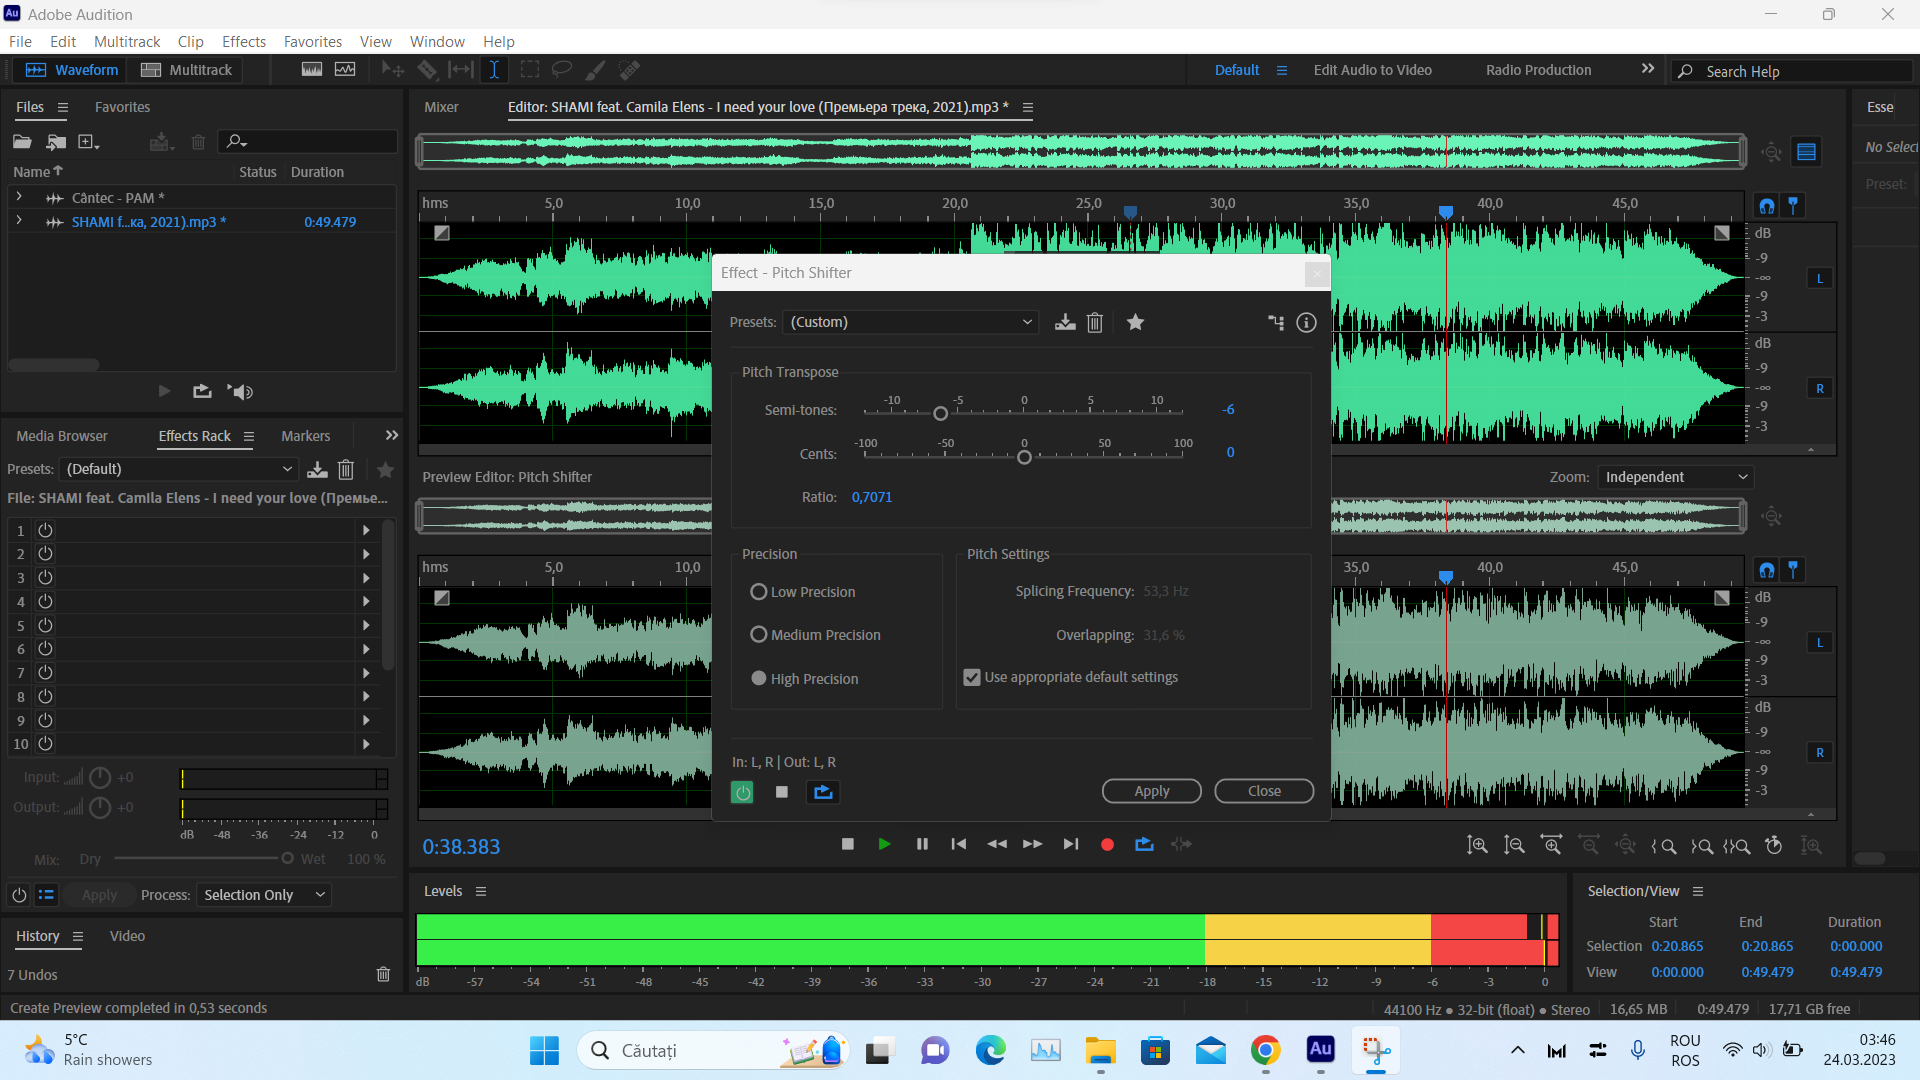 Adobe Audition
File Edit Multitrack Clip Effects Favorites View Window Help
Waveform Multitrack
Default Edit Audio to Video Radio Production
Search Help
Files Favorites
Name Status Duration
Cântec - PAM *
SHAMI f...ка, 2021).mp3 * 0:49.479
Mixer Editor: SHAMI feat. Camila Elens - I need your love (Премьера трека, 2021).mp3 *
hms 5,0 10,0 15,0 20,0 25,0 30,0 35,0 40,0 45,0
dB
-9
-∞
-9
-3
L
dB
-9
-∞
-9
-3
R
Esse
No Selecti
Preset:
Effect - Pitch Shifter
Presets: (Custom)
Pitch Transpose
-10 -5 0 5 10
Semi-tones: -6
-100 -50 0 50 100
Cents: 0
Ratio: 0,7071
Precision
Low Precision
Medium Precision
High Precision
Pitch Settings
Splicing Frequency: 53,3 Hz
Overlapping: 31,6 %
Use appropriate default settings
In: L, R | Out: L, R
Apply Close
Media Browser Effects Rack Markers
Presets: (Default)
File: SHAMI feat. Camila Elens - I need your love (Премье...
1
2
3
4
5
6
7
8
9
10
Input: +0
Output: +0
dB -48 -36 -24 -12 0
Mix: Dry Wet 100 %
Apply Process: Selection Only
Preview Editor: Pitch Shifter
Zoom: Independent
hms 5,0 10,0 35,0 40,0 45,0
dB
-9
-∞
-9
-3
L
dB
-9
-∞
-9
-3
R
0:38.383
Levels
dB -57 -54 -51 -48 -45 -42 -39 -36 -33 -30 -27 -24 -21 -18 -15 -12 -9 -6 -3 0
Selection/View
Start End Duration
Selection 0:20.865 0:20.865 0:00.000
View 0:00.000 0:49.479 0:49.479
History Video
7 Undos
Create Preview completed in 0,53 seconds
44100 Hz ● 32-bit (float) ● Stereo 16,65 MB 0:49.479 17,71 GB free
5°C
Rain showers
Căutați
Au
ROU
ROS
03:46
24.03.2023